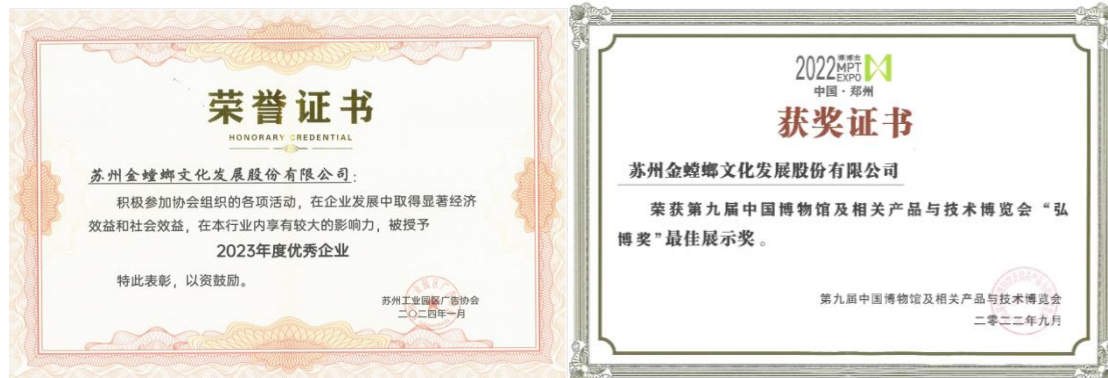 荣誉证书
HONORARY CREDENTIAL
苏州金螳螂文化发展股份有限公司:
积极参加协会组织的各项活动，在企业发展中取得显著经济
效益和社会效益，在本行业内享有较大的影响力，被授予
2023年度优秀企业
特此表彰，以资鼓励。
苏州工业园区广告协会
二〇二四年一月
2022 博博会 MPT EXPO
中国·郑州
获奖证书
苏州金螳螂文化发展股份有限公司
荣获第九届中国博物馆及相关产品与技术博览会“弘
博奖”最佳展示奖。
第九届中国博物馆及相关产品与技术博览会
二零二二年九月